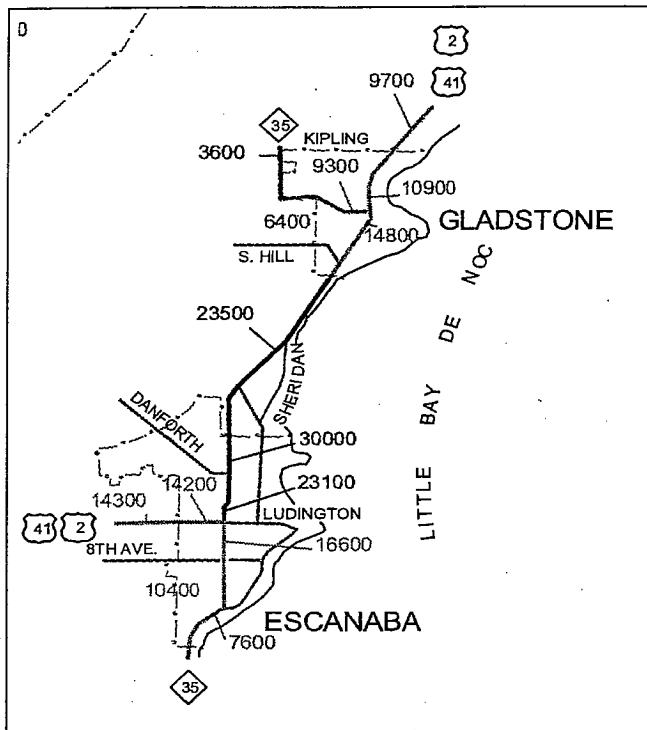 0
2
9700
41
35
KIPLING
3600
9300
10900
6400
GLADSTONE
14800
S. HILL
LITTLE BAY DE NOC
23500
SHERIDAN
DANFORTH
30000
14200
23100
14300
LUDINGTON
41 2
8TH AVE.
16600
10400
ESCANABA
7600
35